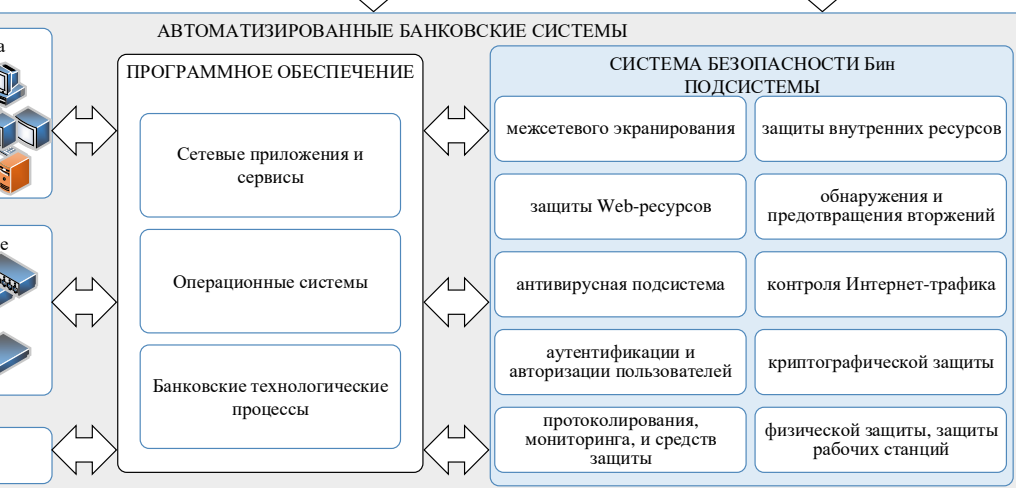 АВТОМАТИЗИРОВАННЫЕ БАНКОВСКИЕ СИСТЕМЫ
а
е
ПРОГРАММНОЕ ОБЕСПЕЧЕНИЕ
Сетевые приложения и
сервисы
Операционные системы
Банковские технологические
процессы
СИСТЕМА БЕЗОПАСНОСТИ Бин
ПОДСИСТЕМЫ
межсетевого экранирования
защиты внутренних ресурсов
защиты Web-ресурсов
обнаружения и
предотвращения вторжений
антивирусная подсистема
контроля Интернет-трафика
аутентификации и
авторизации пользователей
криптографической защиты
протоколирования,
мониторинга, и средств
защиты
физической защиты, защиты
рабочих станций